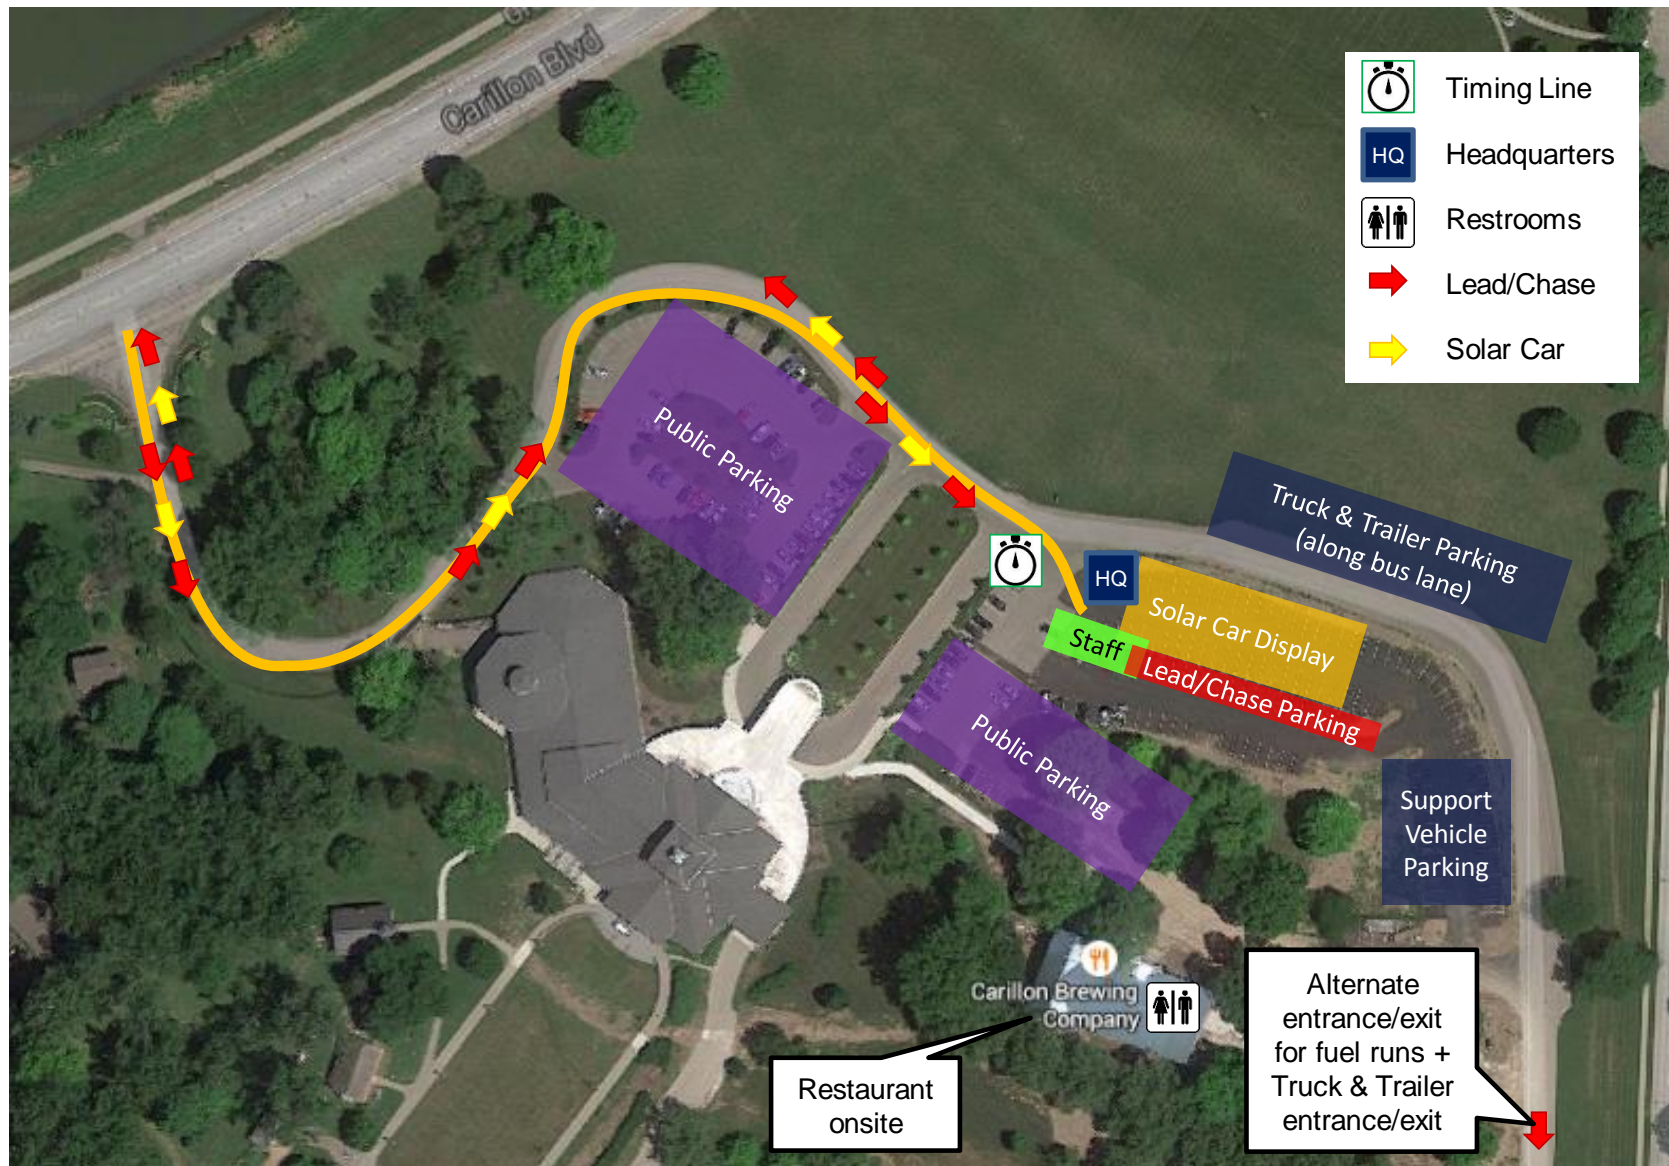 Carillon Blvd
Timing Line
HQ
Headquarters
Restrooms
Lead/Chase
Solar Car
Public Parking
Truck & Trailer Parking
(along bus lane)
HQ
Solar Car Display
Staff
Lead/Chase Parking
Public Parking
Support
Vehicle
Parking
Carillon Brewing
Company
Restaurant
onsite
Alternate
entrance/exit
for fuel runs +
Truck & Trailer
entrance/exit